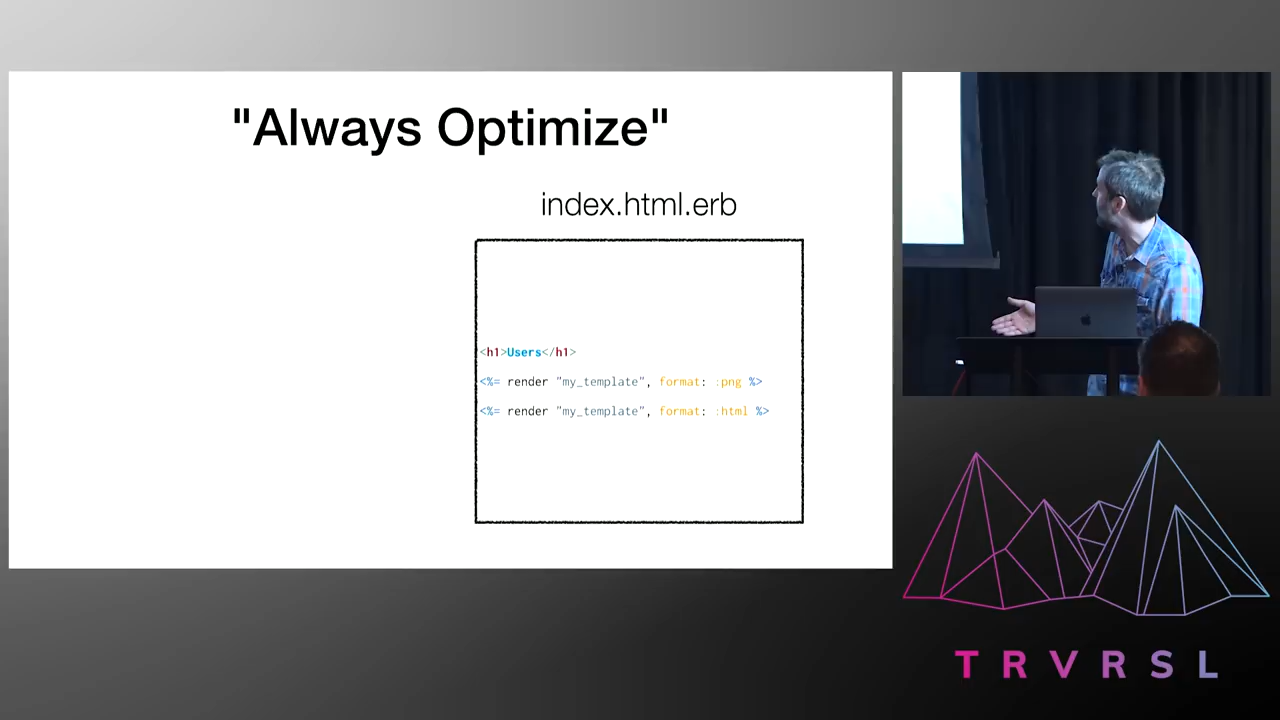 "Always Optimize"
index.html.erb
<h1>Users</h1>
<%= render "my_template", format: :png %>
<%= render "my_template", format: :html %>
TRVRSL